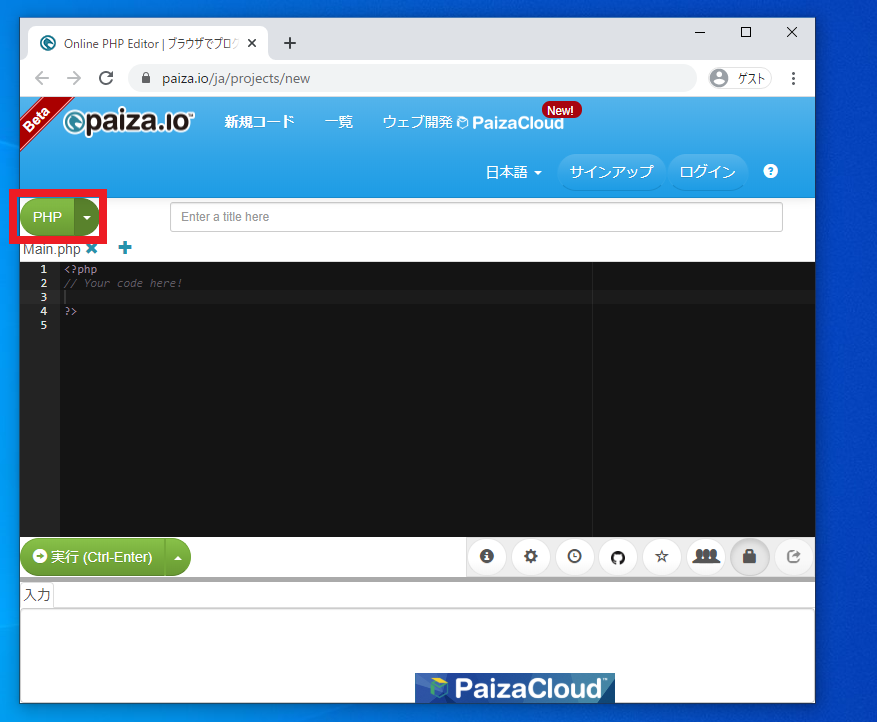 Online PHP Editor | ブラウザでプロ
paiza.io/ja/projects/new
ゲスト
Beta
paiza.io
新規コード
一覧
ウェブ開発 PaizaCloud
New!
日本語
サインアップ
ログイン
?
PHP
Enter a title here
Main.php
1 <?php
2 // Your code here!
3
4 ?>
5
実行 (Ctrl-Enter)
入力
PaizaCloud